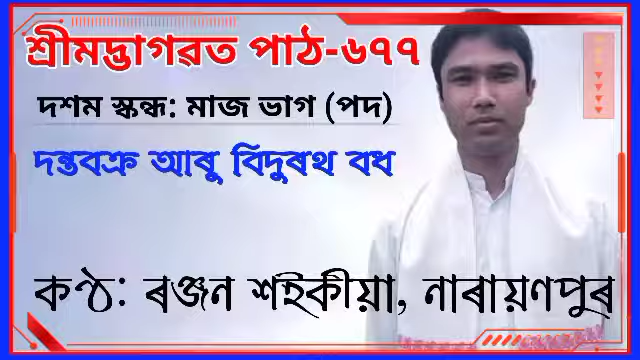 শ্ৰীমদ্ভাগৱত পাঠ-৬৭৭
দশম স্কন্ধ: মাজ ভাগ (পদ)
দন্তবক্ৰ আৰু বিদুৰথ বধ
কণ্ঠ: ৰঞ্জন শইকীয়া, নাৰায়ণপুৰ